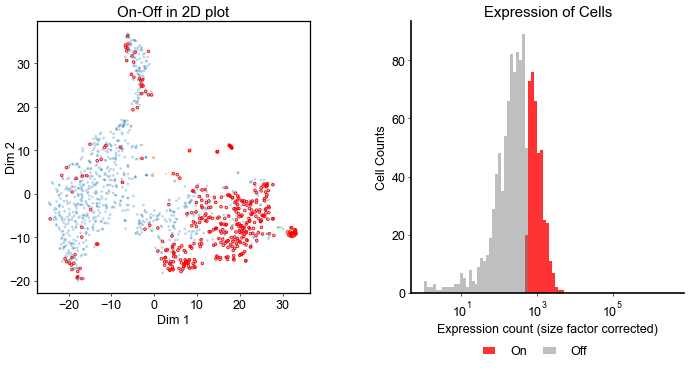 On-Off in 2D plot
Dim 2
30
20
10
0
−10
−20
−20 −10 0 10 20 30
Dim 1
Expression of Cells
Cell Counts
80
60
40
20
0
10^1 10^3 10^5
Expression count (size factor corrected)
On Off